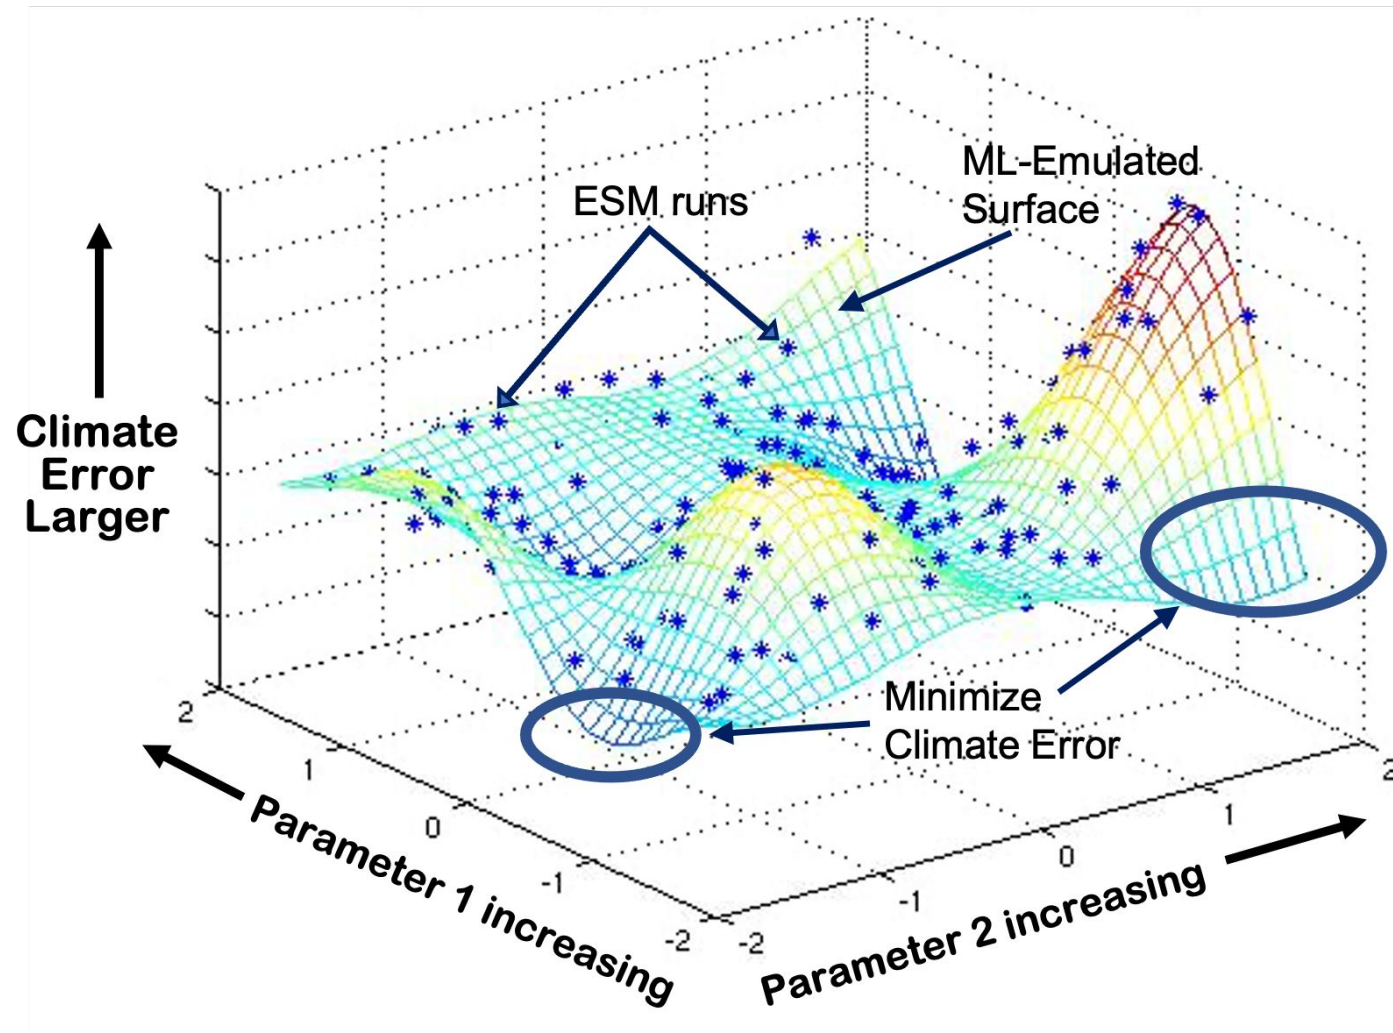 ML-Emulated
Surface
ESM runs
Climate
Error
Larger
Minimize
Climate Error
2
1
0
-1
-2
-2
-1
0
1
2
Parameter 1 increasing
Parameter 2 increasing